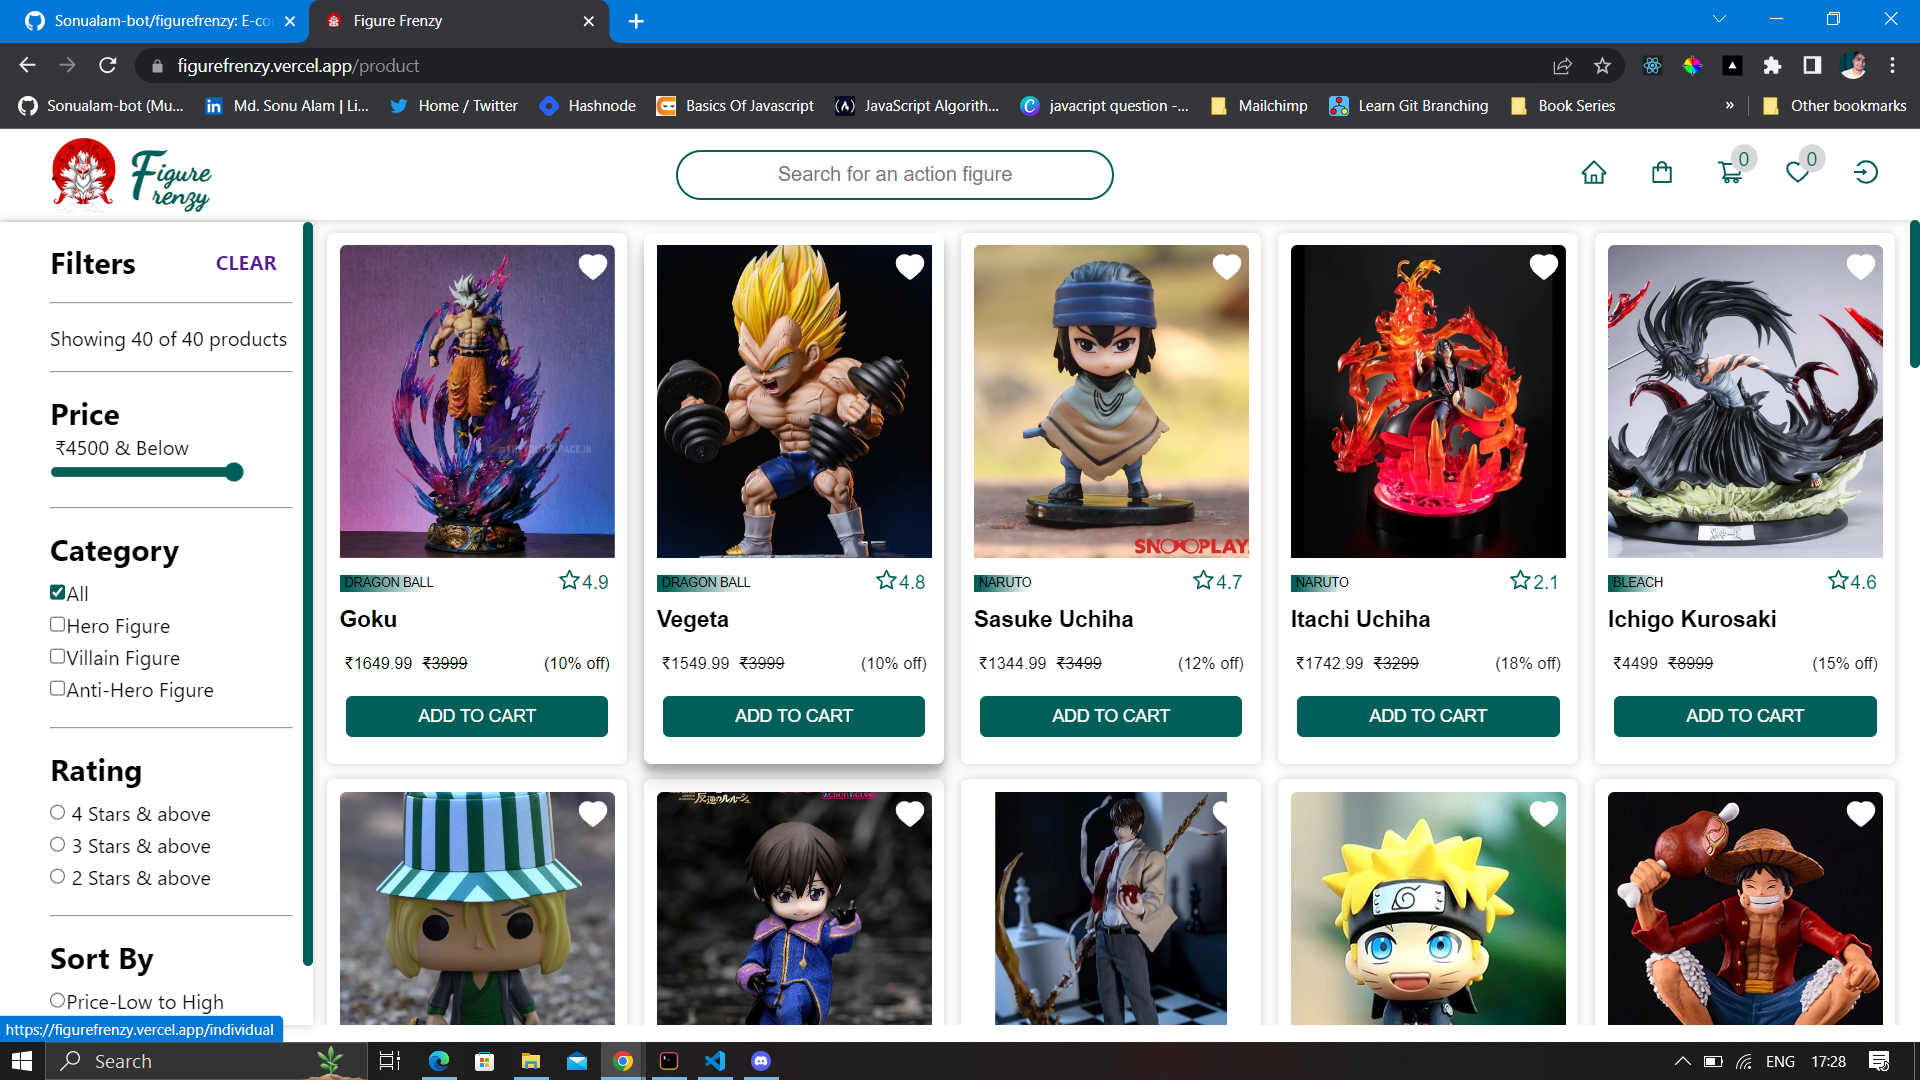 Sonualam-bot/figurefrenzy: E-co
Figure Frenzy
figurefrenzy.vercel.app/product
Sonualam-bot (Mu...
Md. Sonu Alam | Li...
Home / Twitter
Hashnode
Basics Of Javascript
JavaScript Algorith...
javacript question -...
Mailchimp
Learn Git Branching
Book Series
»
Other bookmarks
Figure
Frenzy
Search for an action figure
0
0
Filters
CLEAR
Showing 40 of 40 products
Price
₹4500 & Below
Category
All
Hero Figure
Villain Figure
Anti-Hero Figure
Rating
4 Stars & above
3 Stars & above
2 Stars & above
Sort By
Price-Low to High
DRAGON BALL
4.9
Goku
₹1649.99 ₹3999 (10% off)
ADD TO CART
DRAGON BALL
4.8
Vegeta
₹1549.99 ₹3999 (10% off)
ADD TO CART
SNOOPLAY
NARUTO
4.7
Sasuke Uchiha
₹1344.99 ₹3499 (12% off)
ADD TO CART
NARUTO
2.1
Itachi Uchiha
₹1742.99 ₹3299 (18% off)
ADD TO CART
BLEACH
4.6
Ichigo Kurosaki
₹4499 ₹8999 (15% off)
ADD TO CART
https://figurefrenzy.vercel.app/individual
Search
ENG
17:28